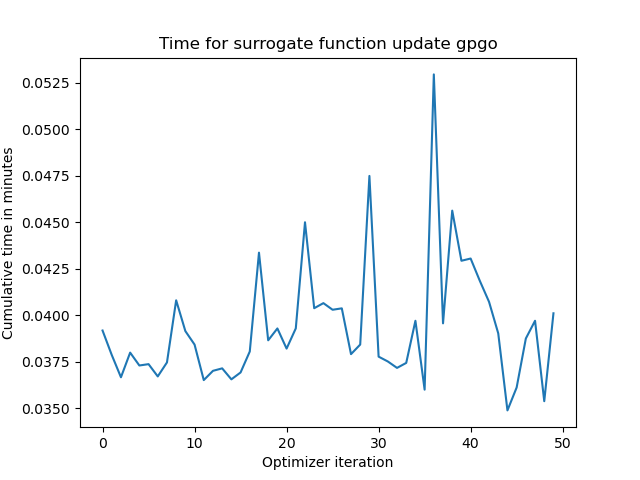 Time for surrogate function update gpgo
Cumulative time in minutes
0.0525
0.0500
0.0475
0.0450
0.0425
0.0400
0.0375
0.0350
0 10 20 30 40 50
Optimizer iteration